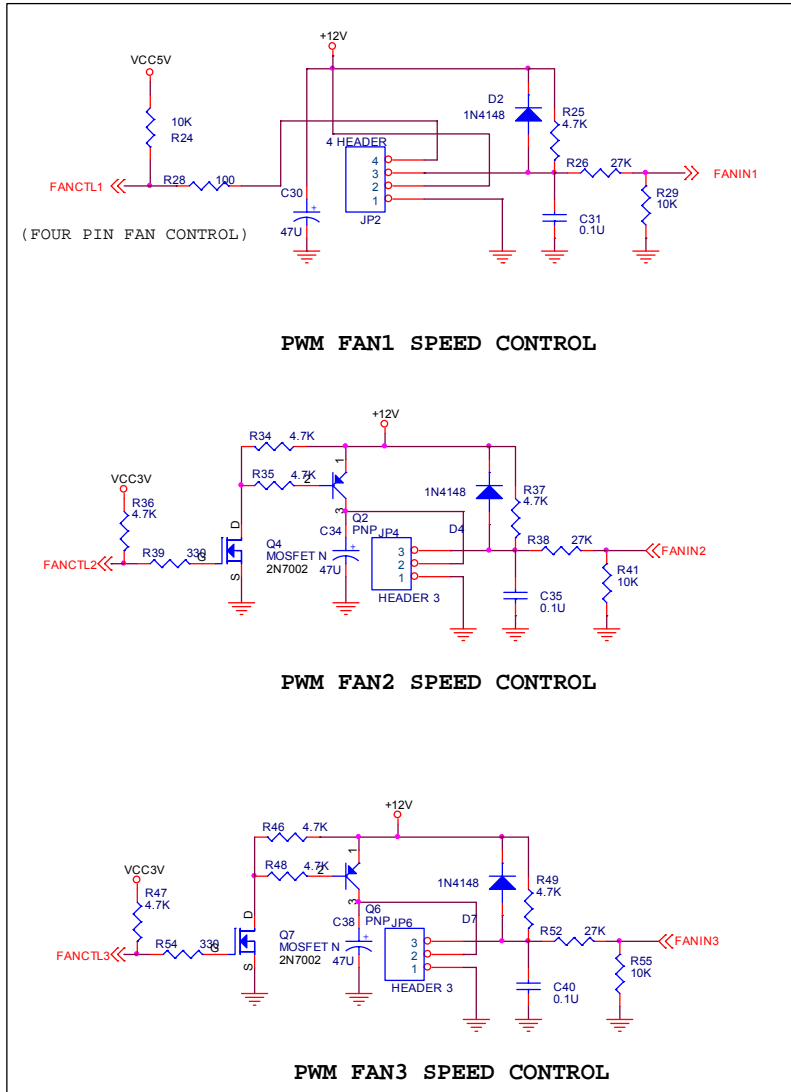 +12V
VCC5V
10K
R24
D2
1N4148
R25
4.7K
4 HEADER
4
3
2
1
JP2
R26 27K
FANCTL1
R28 100
FANIN1
C30
47U
+
R29
10K
C31
0.1U
(FOUR PIN FAN CONTROL)
PWM FAN1 SPEED CONTROL
+12V
R34 4.7K
R35 4.7K
1
2
3
VCC3V
R36
4.7K
1N4148
R37
4.7K
D4
Q2
PNP
C34
47U
+
JP4
3
2
1
HEADER 3
R38 27K
FANIN2
FANCTL2
R39 330
D
G
S
Q4
MOSFET N
2N7002
R41
10K
C35
0.1U
PWM FAN2 SPEED CONTROL
+12V
R46 4.7K
R48 4.7K
1
2
3
VCC3V
R47
4.7K
1N4148
R49
4.7K
D7
Q6
PNP
C38
47U
+
JP6
3
2
1
HEADER 3
R52 27K
FANIN3
FANCTL3
R54 330
D
G
S
Q7
MOSFET N
2N7002
R55
10K
C40
0.1U
PWM FAN3 SPEED CONTROL